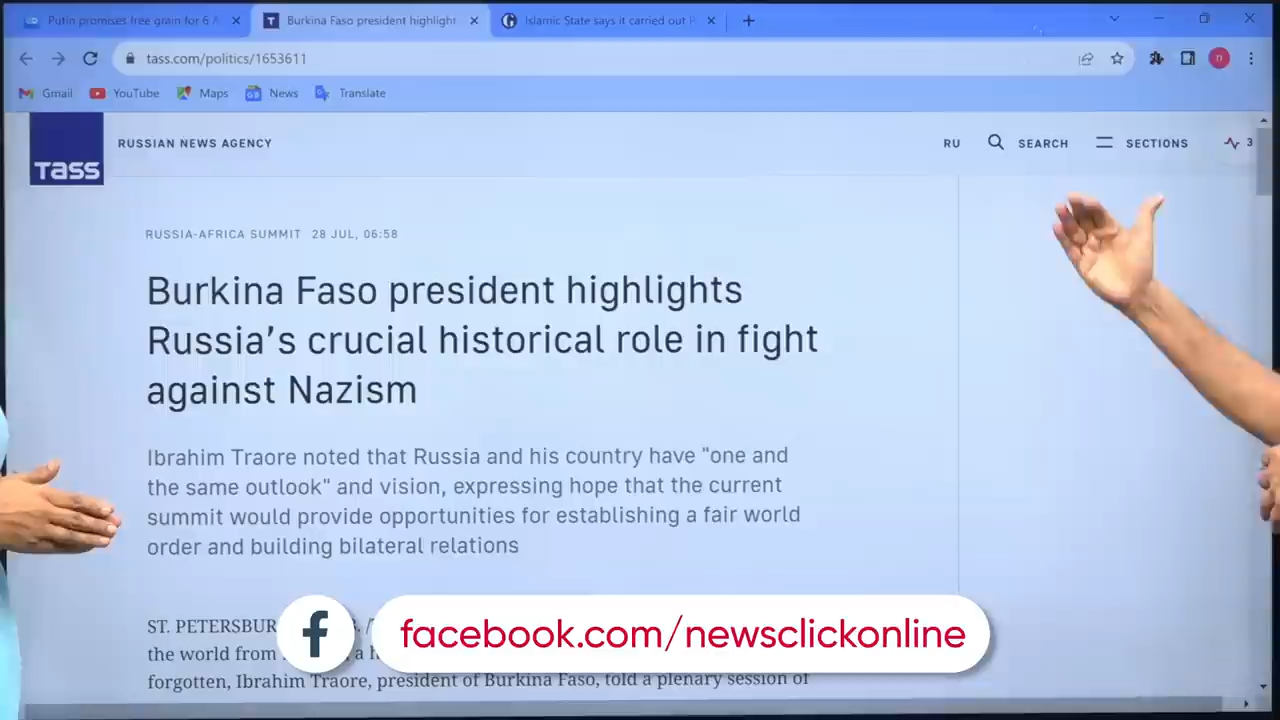 Putin promises free grain for 6 A
Burkina Faso president highlight
Islamic State says it carried out
tass.com/politics/1653611
Gmail
YouTube
Maps
News
Translate
TASS
RUSSIAN NEWS AGENCY
RU
SEARCH
SECTIONS
3
RUSSIA-AFRICA SUMMIT 28 JUL, 06:58
Burkina Faso president highlights
Russia's crucial historical role in fight
against Nazism
Ibrahim Traore noted that Russia and his country have "one and
the same outlook" and vision, expressing hope that the current
summit would provide opportunities for establishing a fair world
order and building bilateral relations
ST. PETERSBUR
the world from
forgotten, Ibrahim Traore, president of Burkina Faso, told a plenary session of
facebook.com/newsclickonline